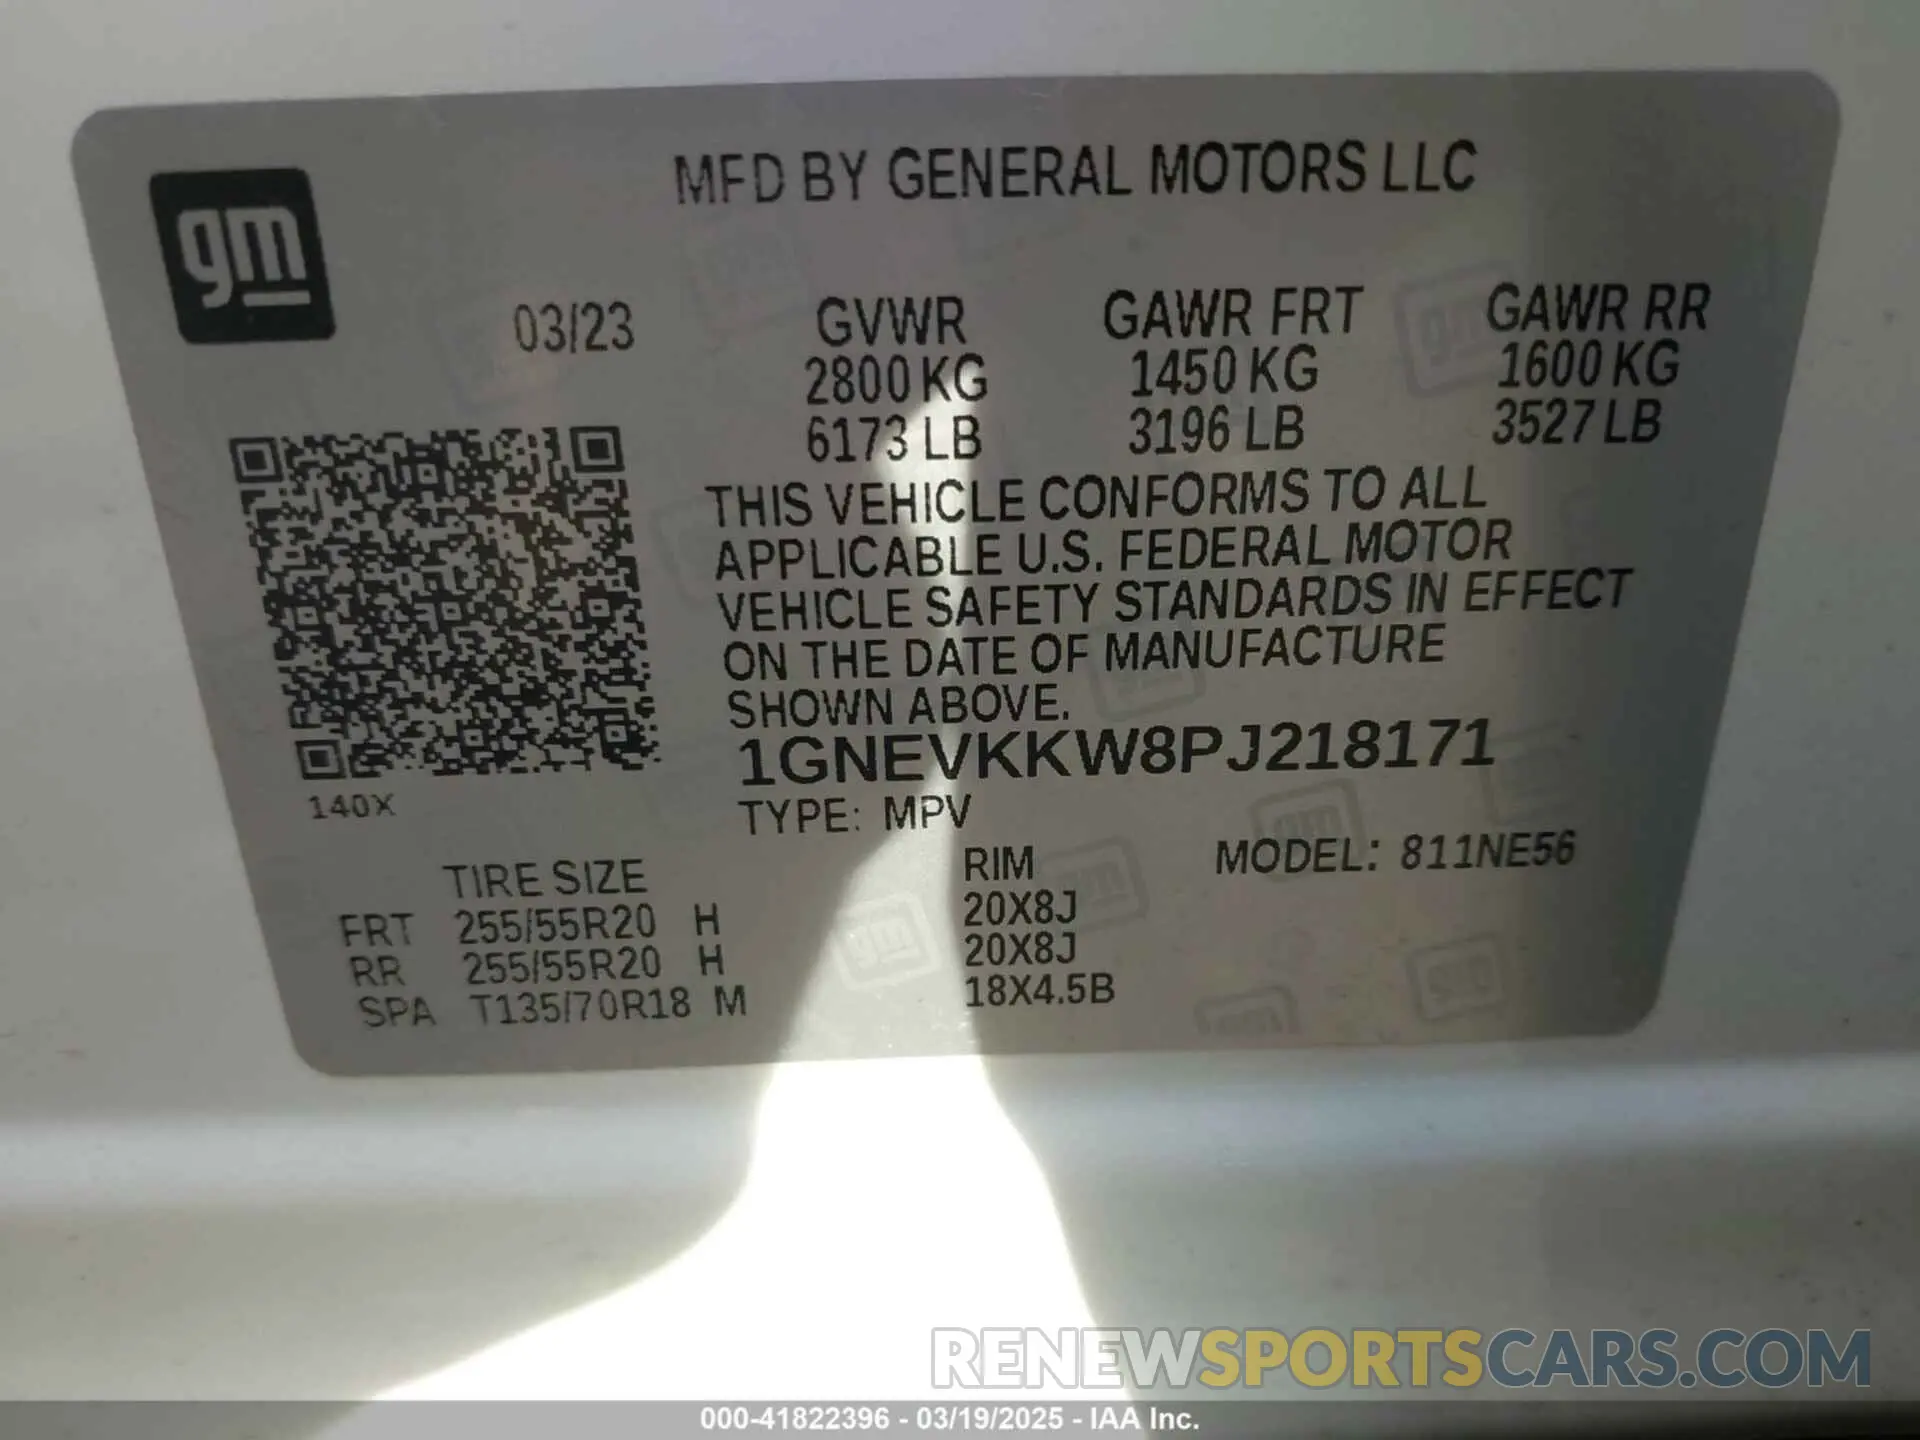 MFD BY GENERAL MOTORS LLC
gm
03/23 GVWR GAWR FRT GAWR RR
2800 KG 1450 KG 1600 KG
6173 LB 3196 LB 3527 LB
THIS VEHICLE CONFORMS TO ALL
APPLICABLE U.S. FEDERAL MOTOR
VEHICLE SAFETY STANDARDS IN EFFECT
ON THE DATE OF MANUFACTURE
SHOWN ABOVE.
1GNEVKKW8PJ218171
140X
TYPE: MPV
TIRE SIZE RIM MODEL: 811NE56
FRT 255/55R20 H 20X8J
RR 255/55R20 H 20X8J
SPA T135/70R18 M 18X4.5B
RENEWSPORTSCARS.COM
000-41822396 - 03/19/2025 - IAA Inc.